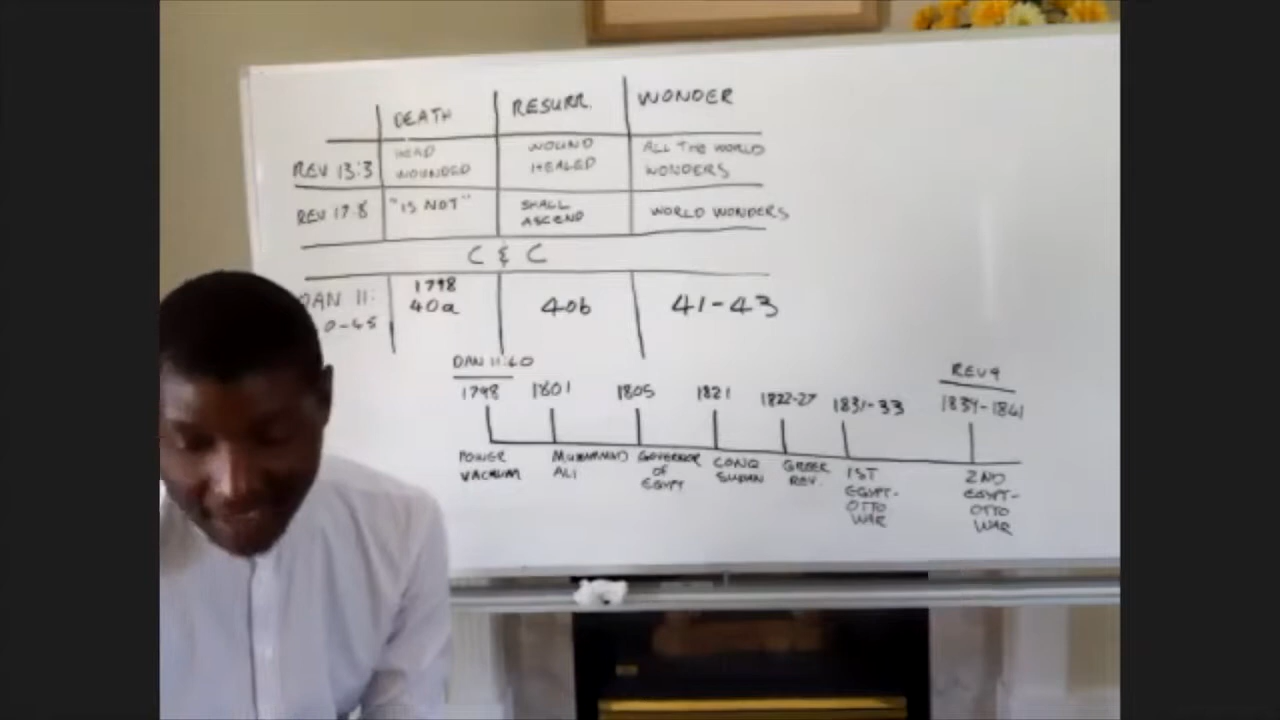 DEATH RESURR. WONDER
REV 13:3 HEAD WOUNDED WOUND HEALED ALL THE WORLD WONDERS
REV 17:8 "IS NOT" SHALL ASCEND WORLD WONDERS
C & C
DAN 11: 0-45 1798 40a 40b 41-43
DAN 11:40
REV 9
1798 1801 1805 1821 1822-27 1831-33 1839-1841
POWER VACUUM
MUHAMMAD ALI
GOVERNOR OF EGYPT
CONQ SUDAN
GREEK REV.
1ST EGYPT-OTTO WAR
2ND EGYPT-OTTO WAR